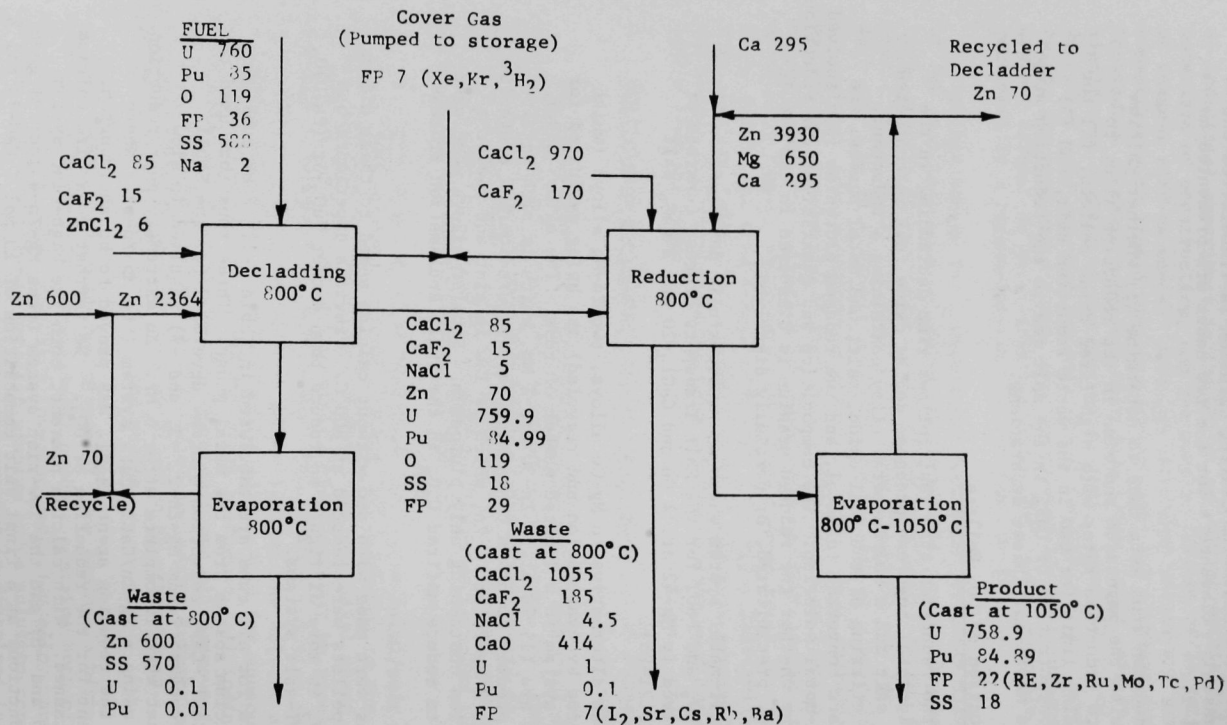 FUEL
U 760
Pu 85
O 119
FP 36
SS 588
Na 2
Cover Gas
(Pumped to storage)
FP 7 (Xe,Kr,³H₂)
Ca 295
Recycled to
Decladder
Zn 70
CaCl₂ 85
CaF₂ 15
ZnCl₂ 6
CaCl₂ 970
CaF₂ 170
Zn 3930
Mg 650
Ca 295
Decladding
800°C
Reduction
800°C
Zn 600
Zn 2364
CaCl₂ 85
CaF₂ 15
NaCl 5
Zn 70
U 759.9
Pu 84.99
O 119
SS 18
FP 29
Zn 70
(Recycle)
Evaporation
800°C
Evaporation
800°C-1050°C
Waste
(Cast at 800°C)
Zn 600
SS 570
U 0.1
Pu 0.01
Waste
(Cast at 800°C)
CaCl₂ 1055
CaF₂ 185
NaCl 4.5
CaO 414
U 1
Pu 0.1
FP 7(I₂,Sr,Cs,Rb,Ba)
Product
(Cast at 1050°C)
U 758.9
Pu 84.89
FP 22(RE,Zr,Ru,Mo,Tc,Pd)
SS 18